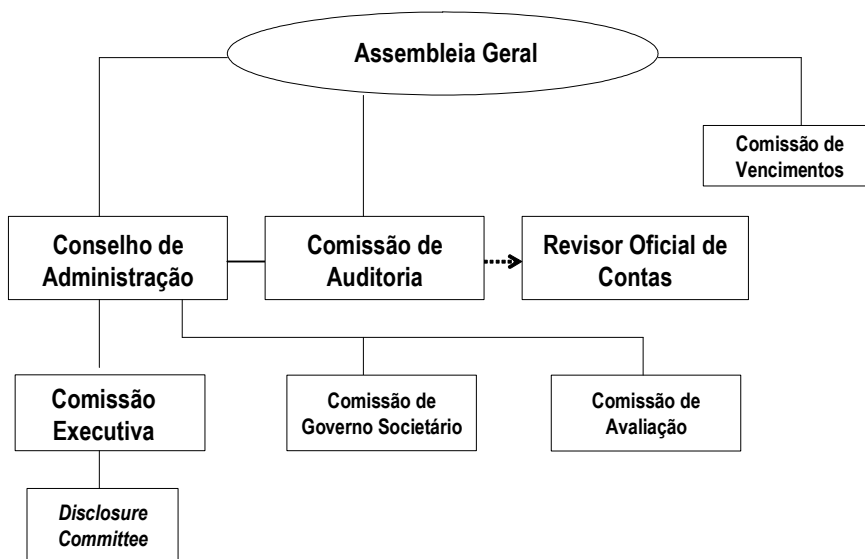 Assembleia Geral
Comissão de
Vencimentos
Conselho de
Administração
Comissão de
Auditoria
Revisor Oficial de
Contas
Comissão
Executiva
Comissão de
Governo Societário
Comissão de
Avaliação
Disclosure
Committee